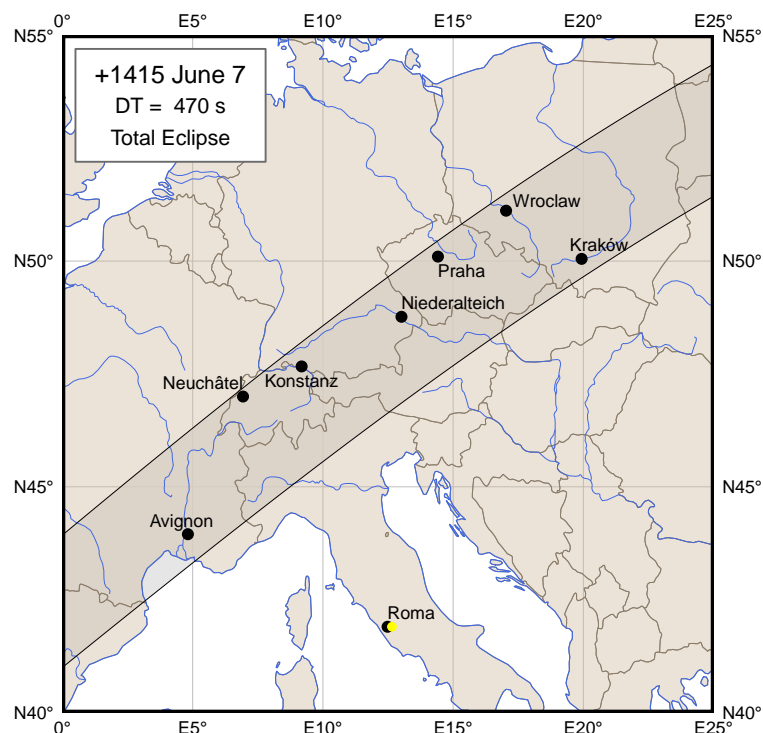 0° E5° E10° E15° E20° E25°
N55° N55°
+1415 June 7
DT = 470 s
Total Eclipse
Wroclaw
Kraków
Praha
N50° N50°
Niederalteich
Neuchâtel Konstanz
N45° N45°
Avignon
Roma
N40° N40°
0° E5° E10° E15° E20° E25°